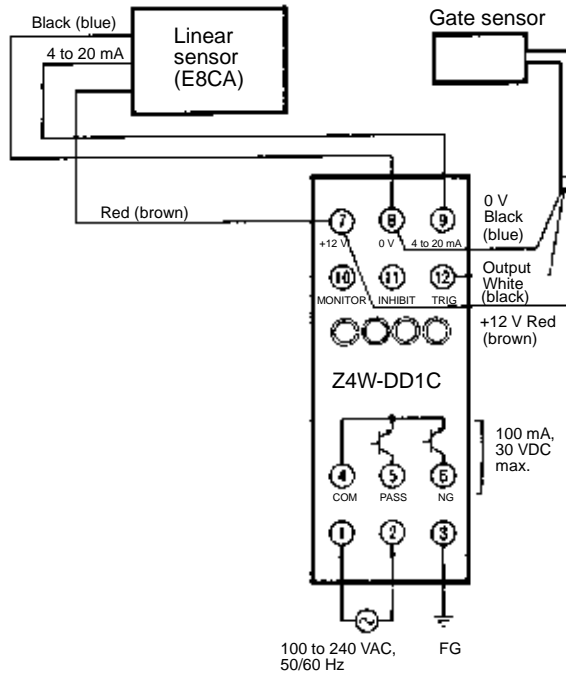 Black (blue)
4 to 20 mA
Linear
sensor
(E8CA)
Gate sensor
Red (brown)
7
8
9
+12 V
0 V
4 to 20 mA
0 V
Black
(blue)
10
11
12
MONITOR
INHIBIT
TRIG
Output
White
(black)
+12 V Red
(brown)
Z4W-DD1C
100 mA,
30 VDC
max.
4
5
6
COM
PASS
NG
1
2
3
100 to 240 VAC,
50/60 Hz
FG